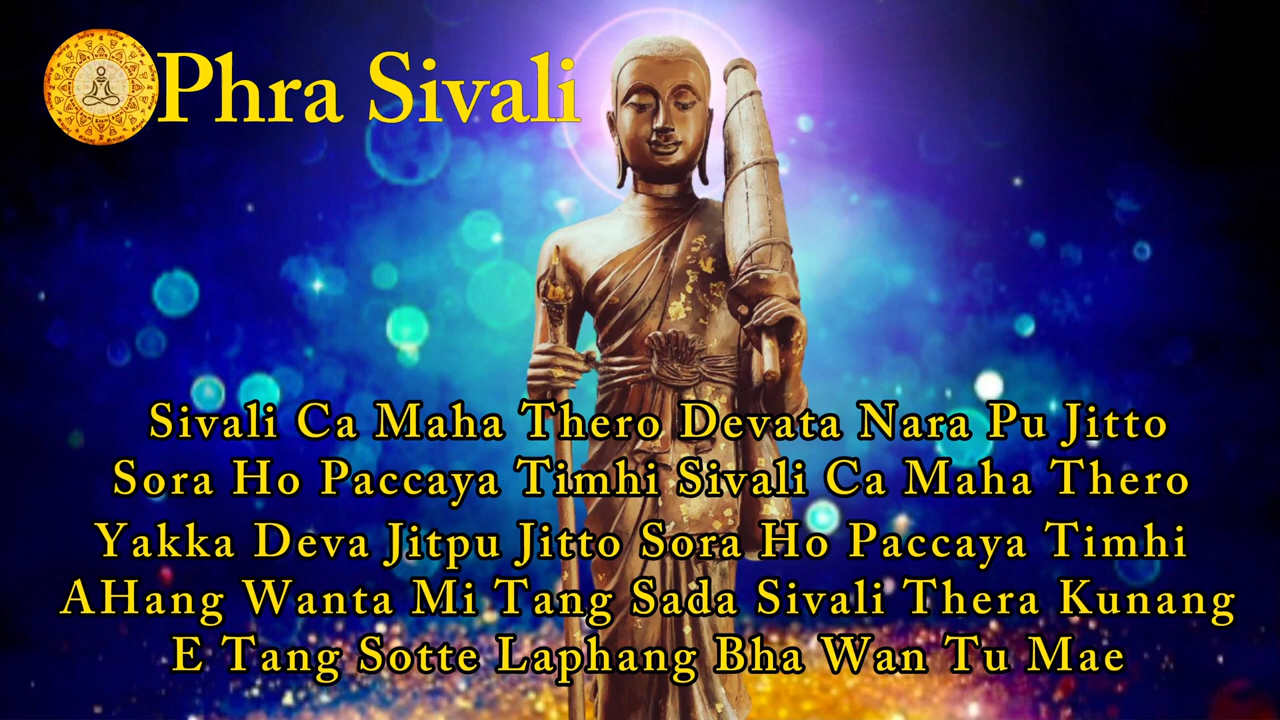 Phra Sivali
Sivali Ca Maha Thero Devata Nara Pu Jitto
Sora Ho Paccaya Timhi Sivali Ca Maha Thero
Yakka Deva Jitpu Jitto Sora Ho Paccaya Timhi
AHang Wanta Mi Tang Sada Sivali Thera Kunang
E Tang Sotte Laphang Bha Wan Tu Mae